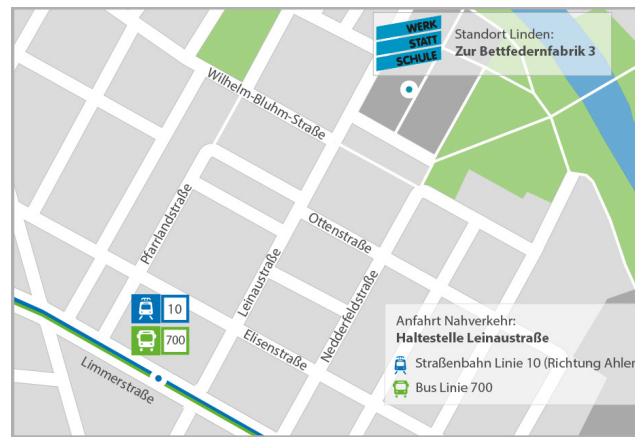 WERK
STATT
SCHULE
Standort Linden:
Zur Bettfedernfabrik 3
Wilhelm-Bluhm-Straße
Pfarrlandstraße
Ottenstraße
Leinaustraße
Nedderfeldstraße
Elisenstraße
10
700
Limmerstraße
Anfahrt Nahverkehr:
Haltestelle Leinaustraße
Straßenbahn Linie 10 (Richtung Ahlem
Bus Linie 700